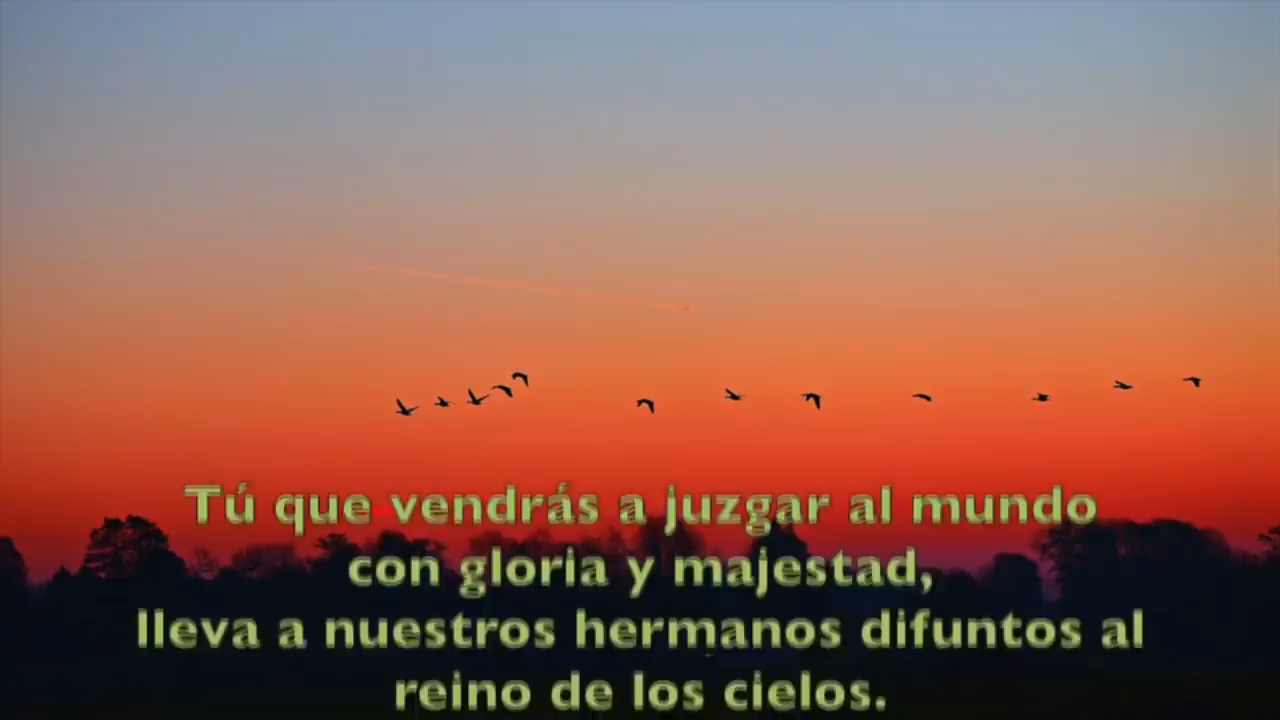 Tú que vendrás a juzgar al mundo
con gloria y majestad,
lleva a nuestros hermanos difuntos al
reino de los cielos.